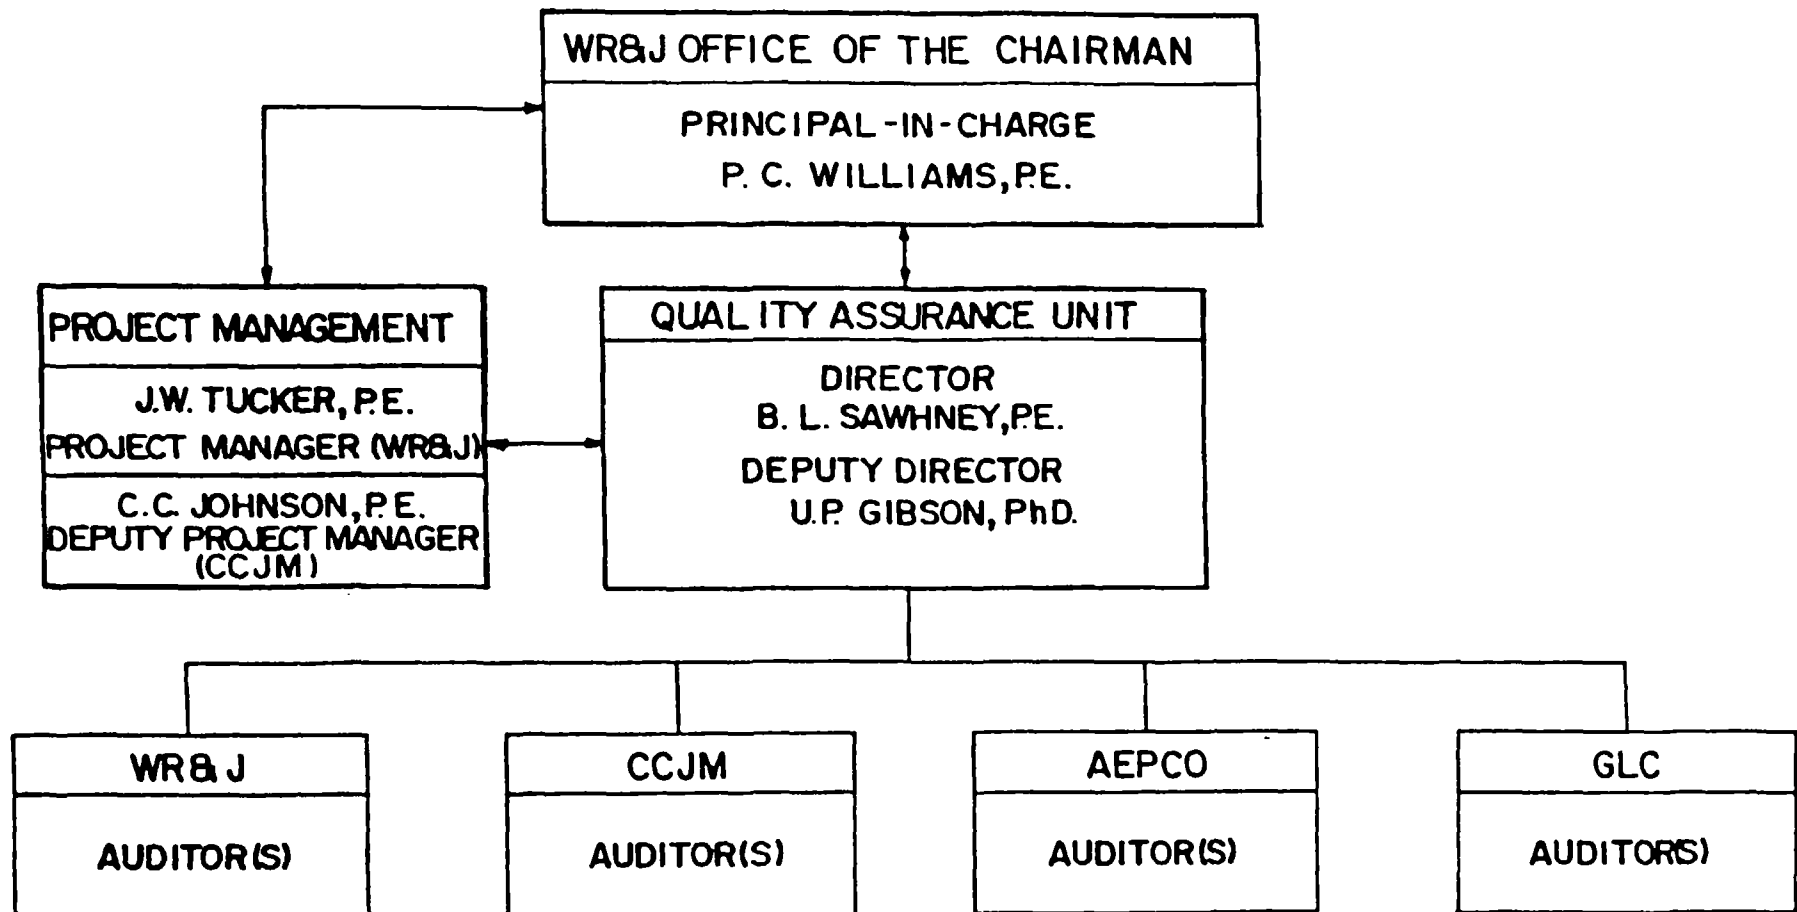 WR&J OFFICE OF THE CHAIRMAN
PRINCIPAL-IN-CHARGE
P. C. WILLIAMS, P.E.
PROJECT MANAGEMENT
J.W. TUCKER, P.E.
PROJECT MANAGER (WR&J)
C.C. JOHNSON, P.E.
DEPUTY PROJECT MANAGER
(CCJM)
QUALITY ASSURANCE UNIT
DIRECTOR
B. L. SAWHNEY, P.E.
DEPUTY DIRECTOR
U.P. GIBSON, PhD.
WR&J
AUDITOR(S)
CCJM
AUDITOR(S)
AEPCO
AUDITOR(S)
GLC
AUDITOR(S)